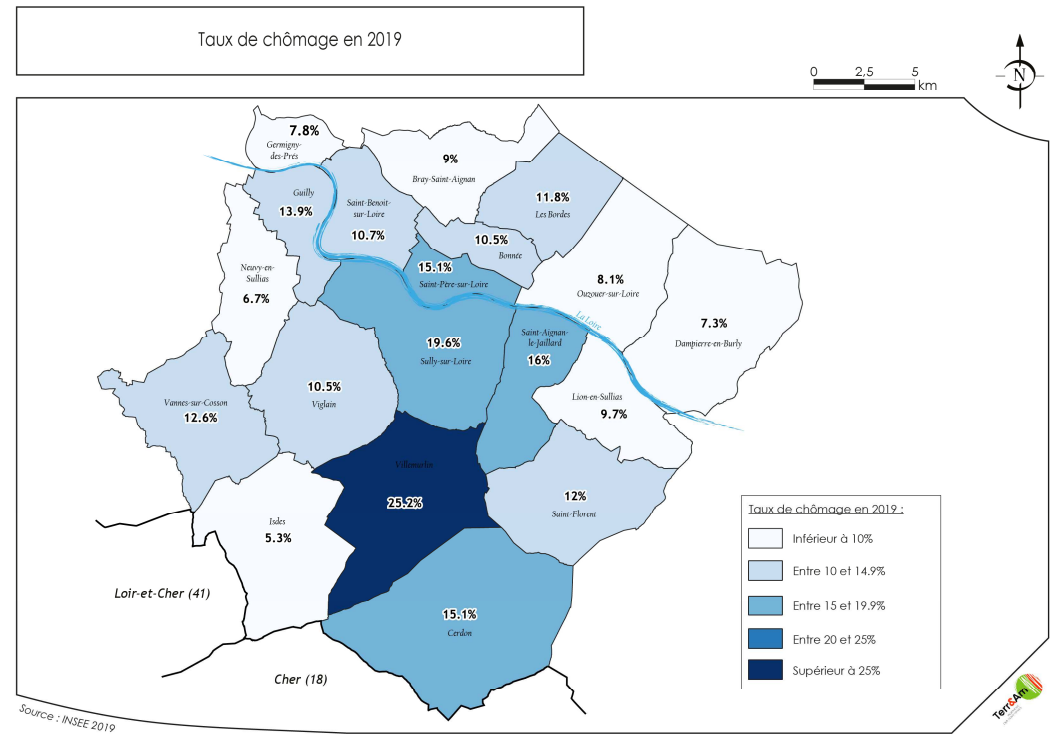 Taux de chômage en 2019
0 2,5 5
km
N
7.8%
Germigny-
des-Prés
9%
Bray-Saint-Aignan
Guilly
13.9%
Saint-Benoit-
sur-Loire
10.7%
11.8%
Les Bordes
10.5%
Bonnée
15.1%
Saint-Père-sur-Loire
Neuvy-en-
Sullias
6.7%
8.1%
Ouzouer-sur-Loire
La Loire
7.3%
Dampierre-en-Burly
19.6%
Sully-sur-Loire
Saint-Aignan-
le-Jaillard
16%
10.5%
Viglain
Vannes-sur-Cosson
12.6%
Lion-en-Sullias
9.7%
Villemurlin
25.2%
12%
Saint-Florent
Isdes
5.3%
15.1%
Cerdon
Loir-et-Cher (41)
Cher (18)
Taux de chômage en 2019 :
Inférieur à 10%
Entre 10 et 14.9%
Entre 15 et 19.9%
Entre 20 et 25%
Supérieur à 25%
Source : INSEE 2019
Terr&Am